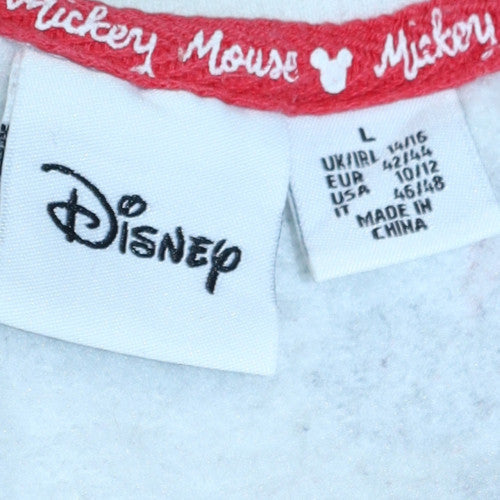 Mickey Mouse Mickey
Disney
L
UK/IRL 14/16
EUR 42/44
USA 10/12
IT 46/48
MADE IN
CHINA